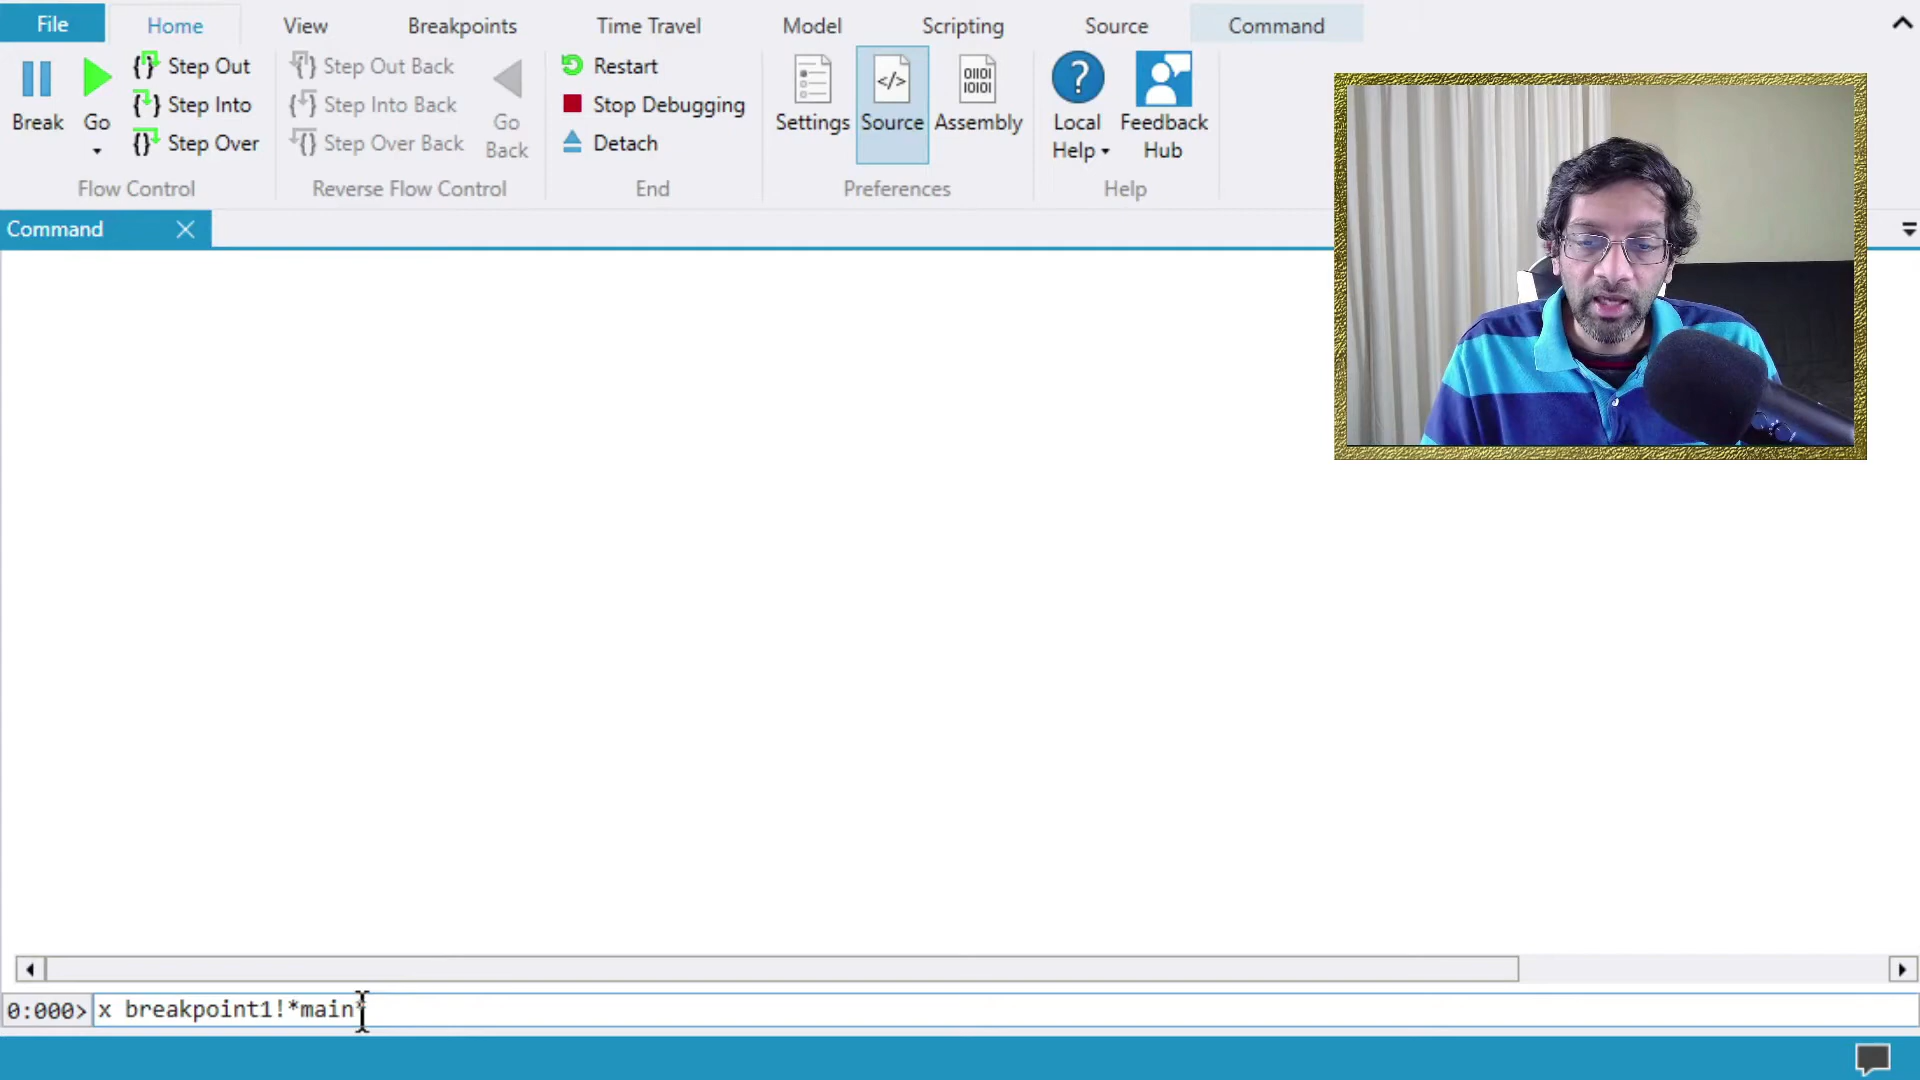 File Home View Breakpoints Time Travel Model Scripting Source Command
Break
Go
Step Out
Step Into
Step Over
Flow Control
Step Out Back
Step Into Back
Step Over Back
Go
Back
Reverse Flow Control
Restart
Stop Debugging
Detach
End
Settings
Source
Assembly
Preferences
Local
Help
Feedback
Hub
Help
Command
0:000> x breakpoint1!*main*